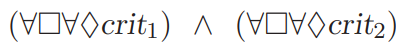 (∀□∀◊crit₁) ∧ (∀□∀◊crit₂)